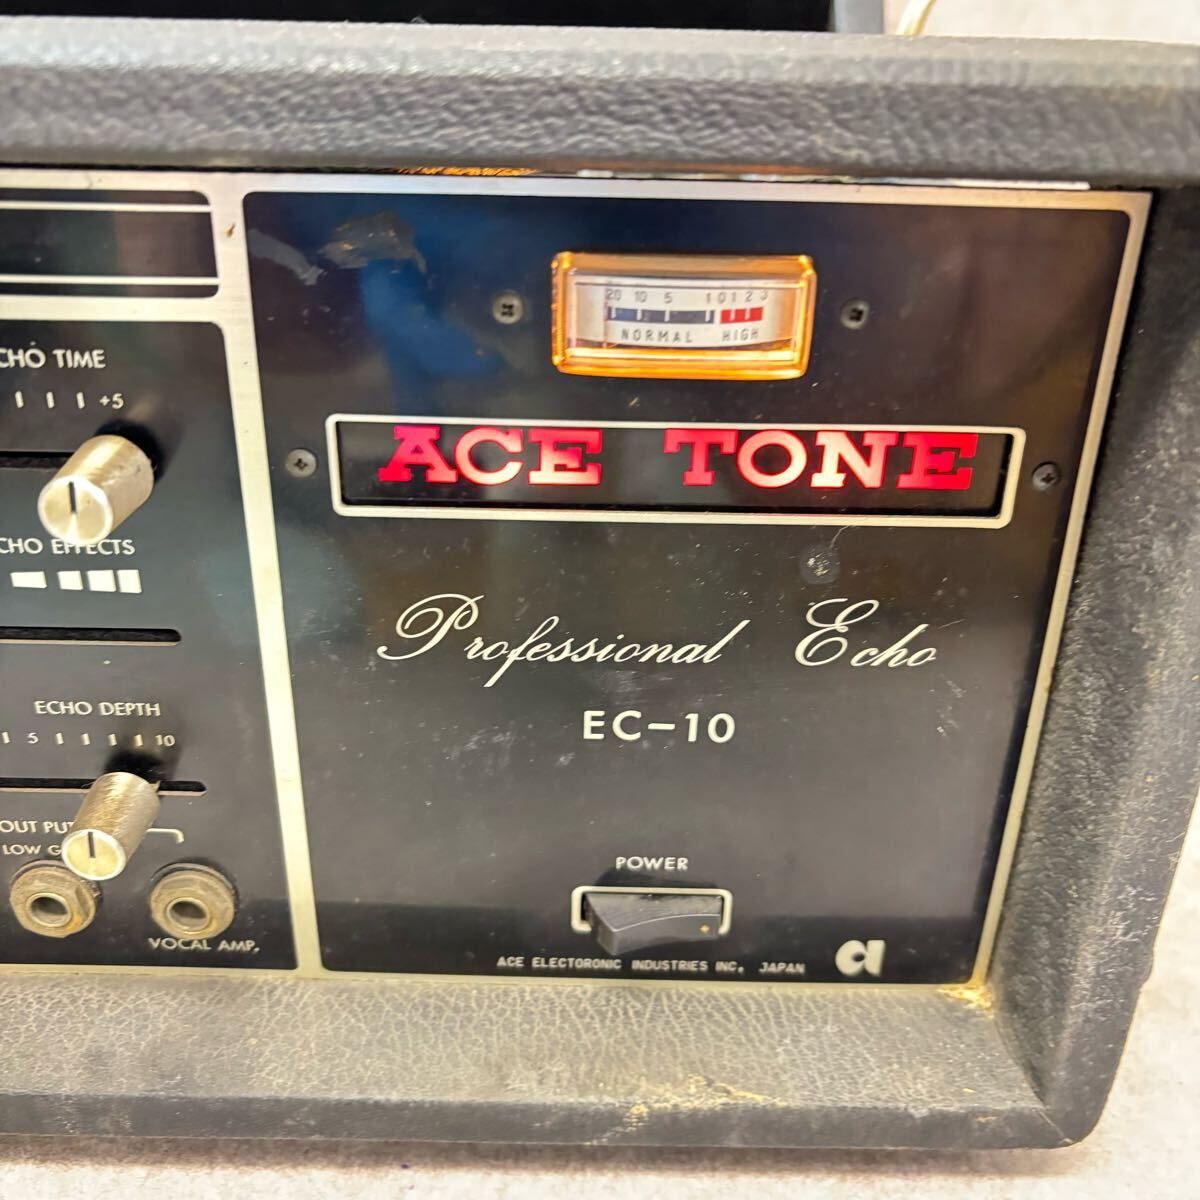 CHO TIME
+5
CHO EFFECTS
ECHO DEPTH
5 10
OUT PUT
LOW
VOCAL AMP.
20 10 5 1 0 1 2 3
NORMAL HIGH
ACE TONE
Professional Echo
EC-10
POWER
ACE ELECTORONIC INDUSTRIES INC. JAPAN